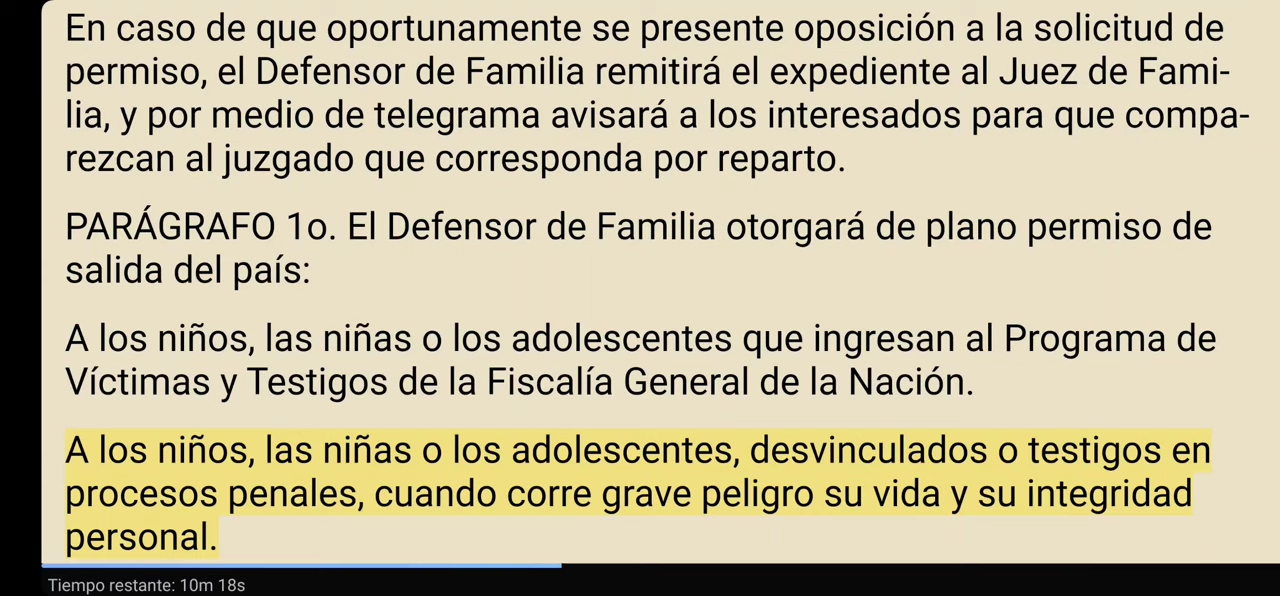 En caso de que oportunamente se presente oposición a la solicitud de
permiso, el Defensor de Familia remitirá el expediente al Juez de Fami-
lia, y por medio de telegrama avisará a los interesados para que compa-
rezcan al juzgado que corresponda por reparto.
PARÁGRAFO 1o. El Defensor de Familia otorgará de plano permiso de
salida del país:
A los niños, las niñas o los adolescentes que ingresan al Programa de
Víctimas y Testigos de la Fiscalía General de la Nación.
A los niños, las niñas o los adolescentes, desvinculados o testigos en
procesos penales, cuando corre grave peligro su vida y su integridad
personal.
Tiempo restante: 10m 18s